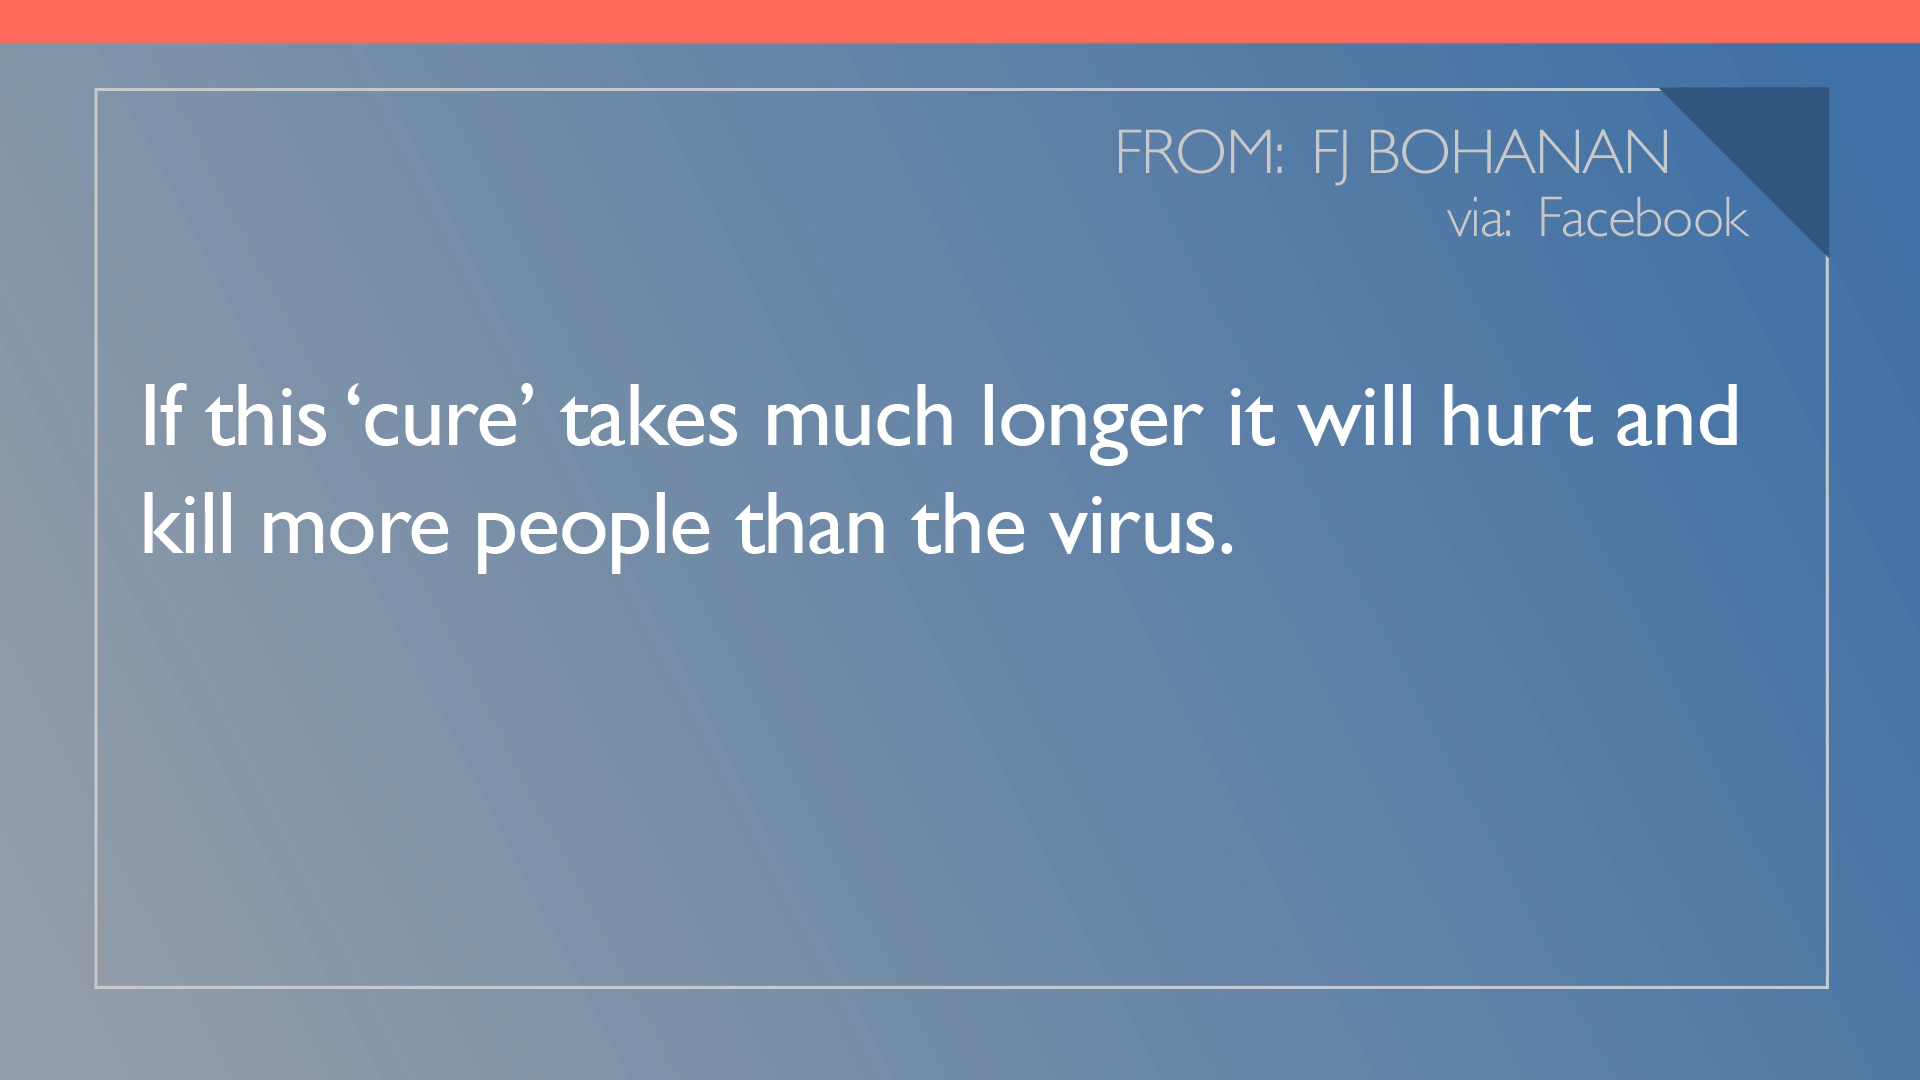 FROM:  FJ BOHANAN
via:  Facebook
If this ‘cure’ takes much longer it will hurt and
kill more people than the virus.